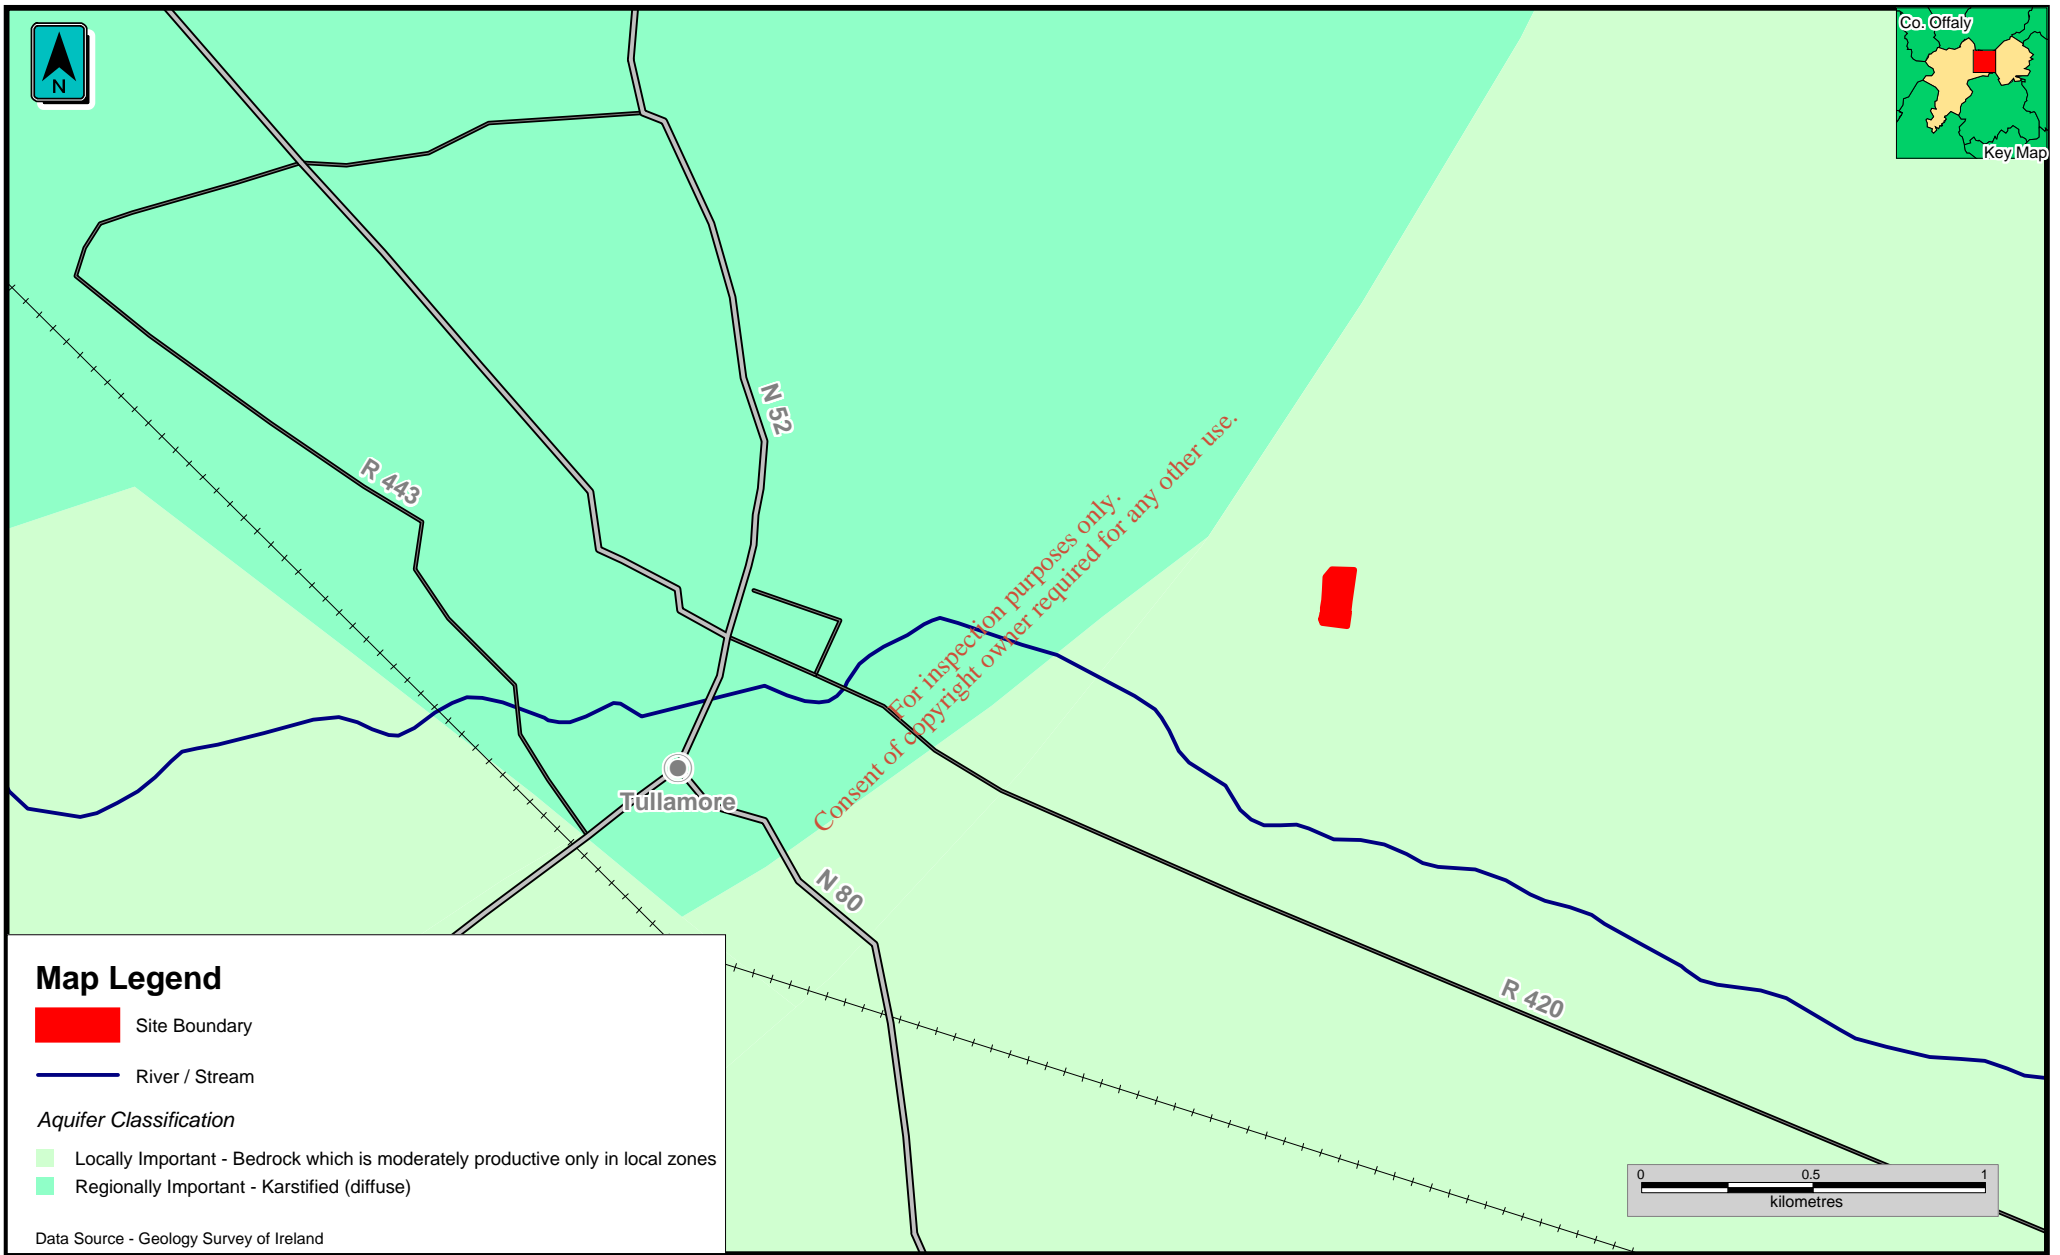 N
Co. Offaly
Key Map
N 52
R 443
For inspection purposes only.
Consent of copyright owner required for any other use.
Tullamore
N 80
R 420
Map Legend
Site Boundary
River / Stream
Aquifer Classification
Locally Important - Bedrock which is moderately productive only in local zones
Regionally Important - Karstified (diffuse)
Data Source - Geology Survey of Ireland
0 0.5 1
kilometres